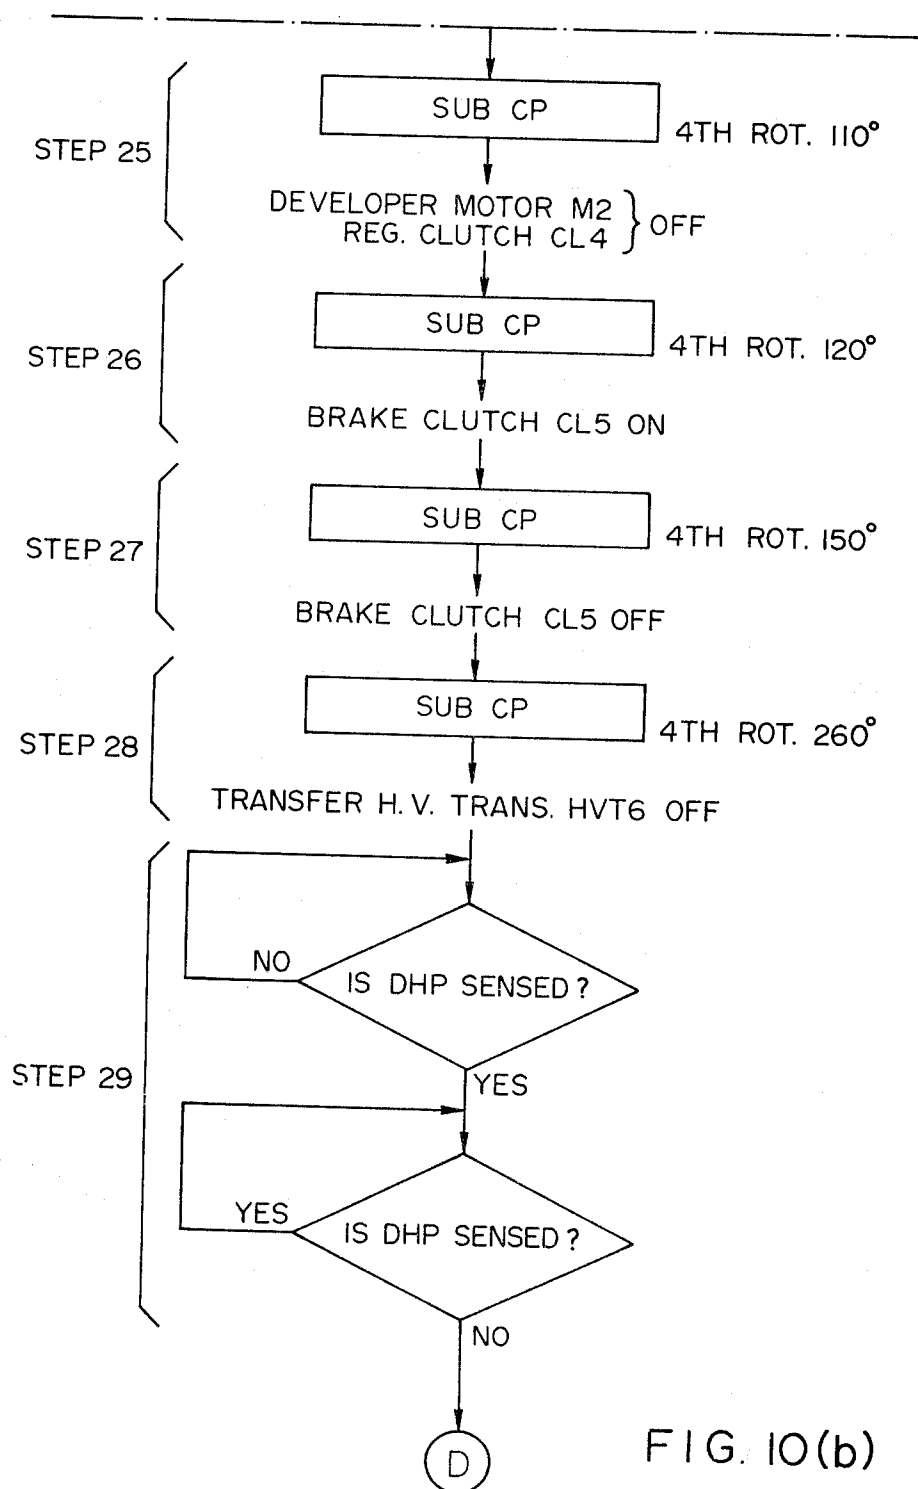 STEP 25
SUB CP
4TH ROT. 110°
DEVELOPER MOTOR M2
REG. CLUTCH CL4
} OFF
STEP 26
SUB CP
4TH ROT. 120°
BRAKE CLUTCH CL5 ON
STEP 27
SUB CP
4TH ROT. 150°
BRAKE CLUTCH CL5 OFF
STEP 28
SUB CP
4TH ROT. 260°
TRANSFER H.V. TRANS. HVT6 OFF
STEP 29
NO
IS DHP SENSED?
YES
YES
IS DHP SENSED?
NO
D
FIG. 10(b)